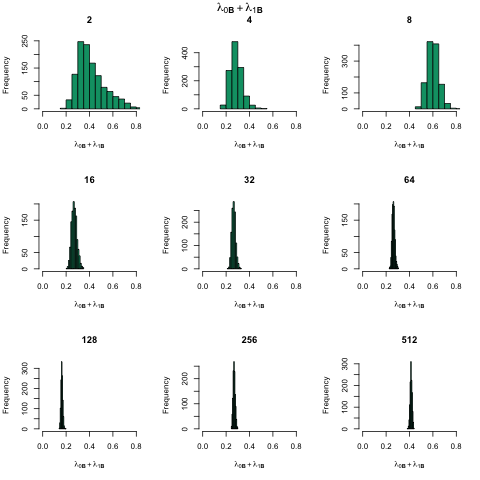 λ0B + λ1B
2 4 8
Frequency 0 50 150 250 Frequency 0 200 400 Frequency 0 100 300
0.0 0.2 0.4 0.6 0.8 0.0 0.2 0.4 0.6 0.8 0.0 0.2 0.4 0.6 0.8
λ0B + λ1B λ0B + λ1B λ0B + λ1B
16 32 64
Frequency 0 50 150 Frequency 0 100 200 Frequency 0 50 150
0.0 0.2 0.4 0.6 0.8 0.0 0.2 0.4 0.6 0.8 0.0 0.2 0.4 0.6 0.8
λ0B + λ1B λ0B + λ1B λ0B + λ1B
128 256 512
Frequency 0 100 200 300 Frequency 0 50 150 250 Frequency 0 100 200 300
0.0 0.2 0.4 0.6 0.8 0.0 0.2 0.4 0.6 0.8 0.0 0.2 0.4 0.6 0.8
λ0B + λ1B λ0B + λ1B λ0B + λ1B